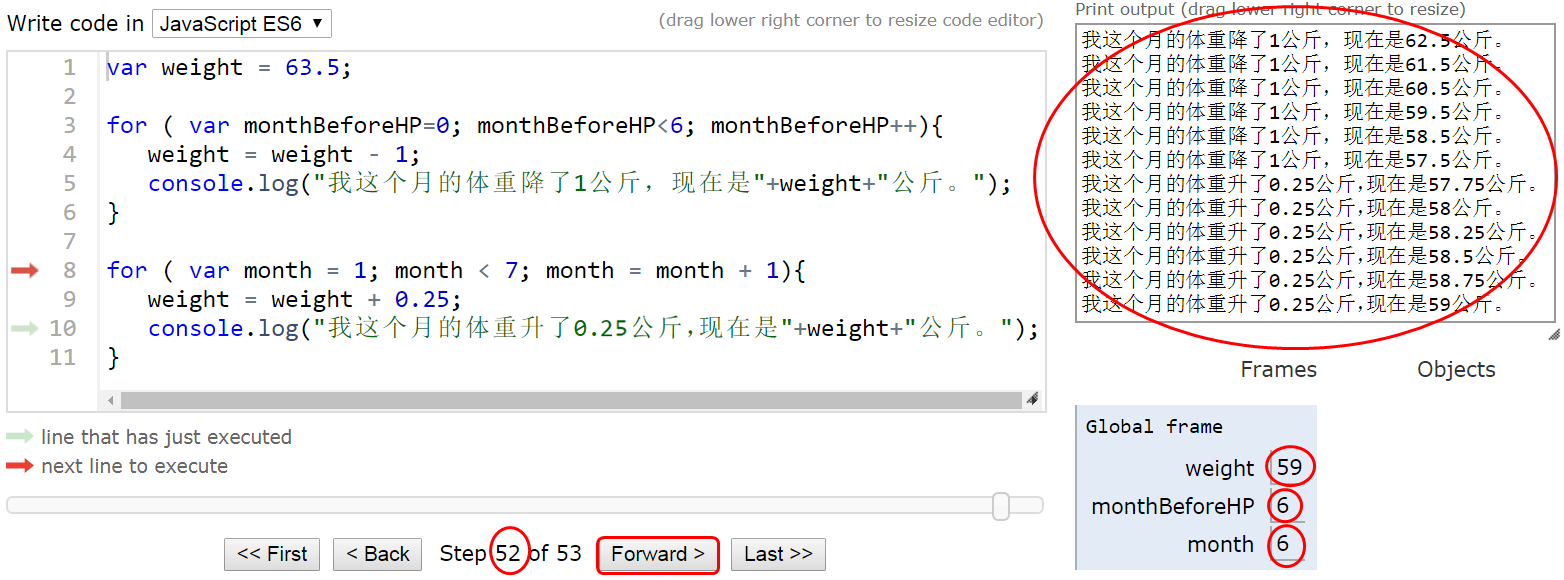 Write code in JavaScript ES6 ▼
(drag lower right corner to resize code editor)
1 var weight = 63.5;
2
3 for ( var monthBeforeHP=0; monthBeforeHP<6; monthBeforeHP++){
4 weight = weight - 1;
5 console.log("我这个月的体重降了1公斤，现在是"+weight+"公斤。");
6 }
7
8 for ( var month = 1; month < 7; month = month + 1){
9 weight = weight + 0.25;
10 console.log("我这个月的体重升了0.25公斤,现在是"+weight+"公斤。");
11 }
line that has just executed
next line to execute
<< First < Back Step 52 of 53 Forward > Last >>
Print output (drag lower right corner to resize)
我这个月的体重降了1公斤，现在是62.5公斤。
我这个月的体重降了1公斤，现在是61.5公斤。
我这个月的体重降了1公斤，现在是60.5公斤。
我这个月的体重降了1公斤，现在是59.5公斤。
我这个月的体重降了1公斤，现在是58.5公斤。
我这个月的体重降了1公斤，现在是57.5公斤。
我这个月的体重升了0.25公斤,现在是57.75公斤。
我这个月的体重升了0.25公斤,现在是58公斤。
我这个月的体重升了0.25公斤,现在是58.25公斤。
我这个月的体重升了0.25公斤,现在是58.5公斤。
我这个月的体重升了0.25公斤,现在是58.75公斤。
我这个月的体重升了0.25公斤,现在是59公斤。
Frames Objects
Global frame
weight 59
monthBeforeHP 6
month 6